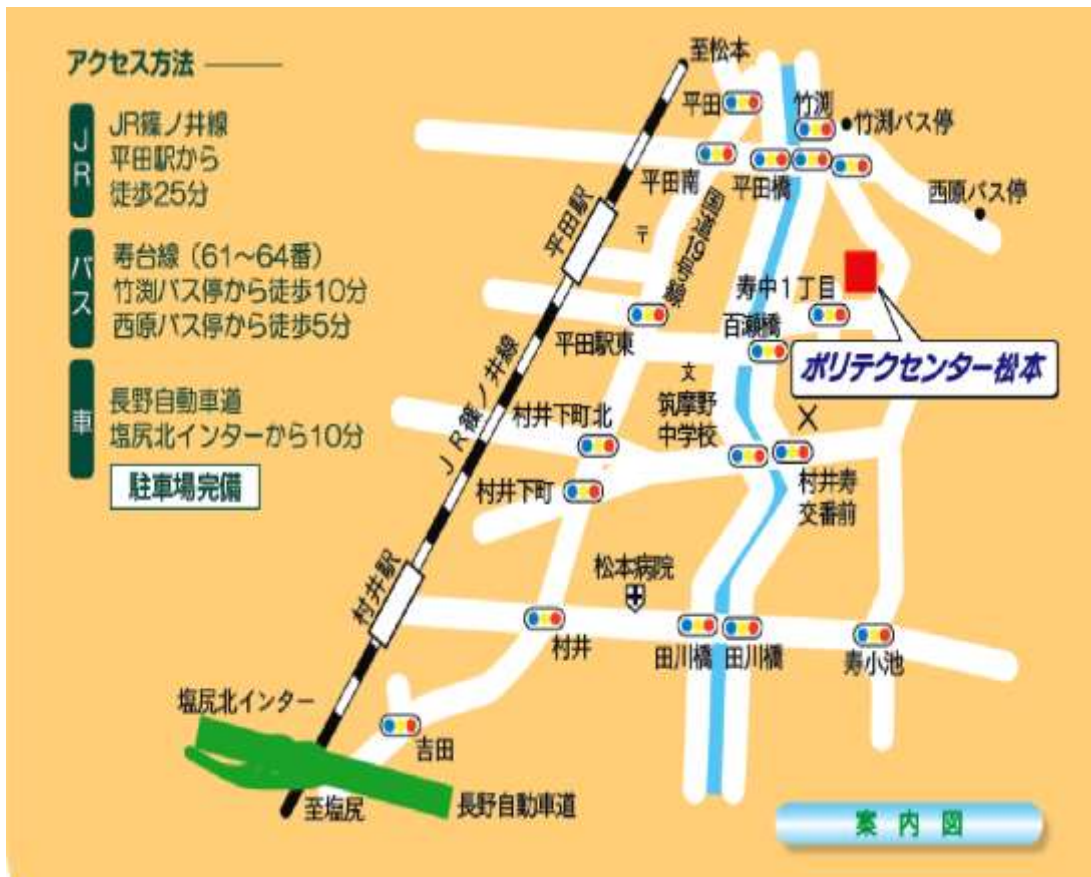 アクセス方法
JR
JR篠ノ井線
平田駅から
徒歩25分
バス
寿台線（61～64番）
竹渕バス停から徒歩10分
西原バス停から徒歩5分
車
長野自動車道
塩尻北インターから10分
駐車場完備
至松本
平田
竹渕
竹渕バス停
平田南
平田橋
西原バス停
国道19号線
平田駅
〒
寿中1丁目
百瀬橋
平田駅東
ポリテクセンター松本
文
筑摩野
中学校
JR篠ノ井線
村井下町北
村井下町
村井寿
交番前
村井駅
松本病院
村井
田川橋
田川橋
寿小池
塩尻北インター
吉田
至塩尻
長野自動車道
案内図